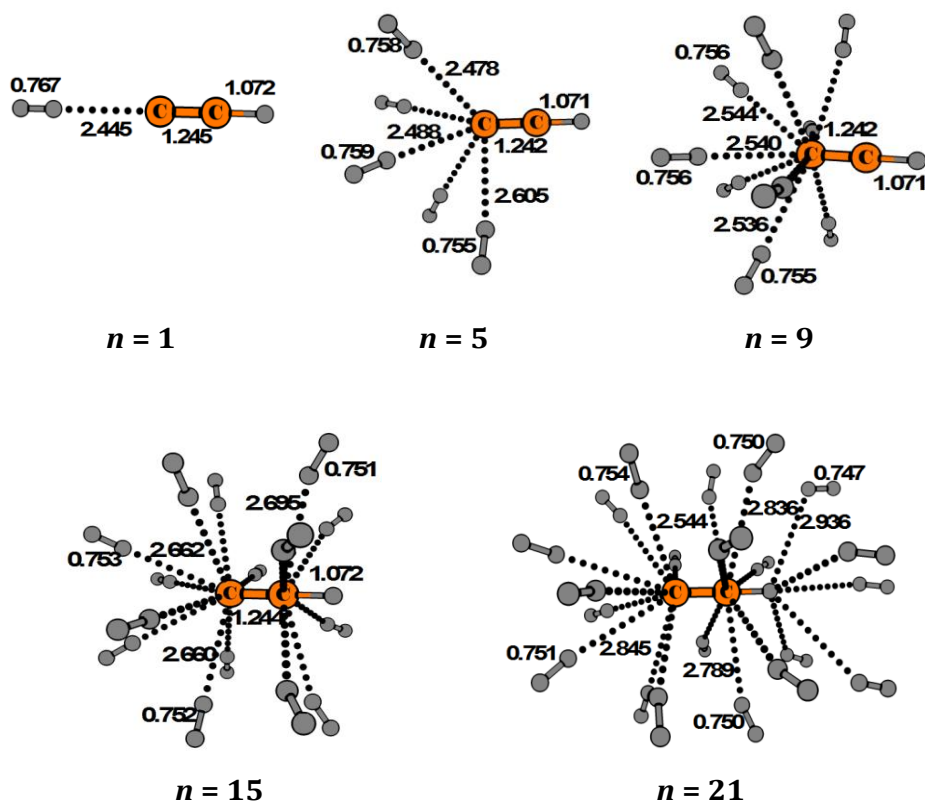 0.767
2.445
C
1.245
C
1.072
n = 1
0.758
2.478
2.488
0.759
C
1.242
C
1.071
2.605
0.755
n = 5
0.756
2.544
2.540
0.756
1.242
C
C
1.071
2.536
0.755
n = 9
0.751
2.695
0.753
2.662
1.072
C
1.244
C
2.660
0.752
n = 15
0.750
0.754
0.747
2.544
2.836
2.936
C
C
0.751
2.845
2.789
0.750
n = 21